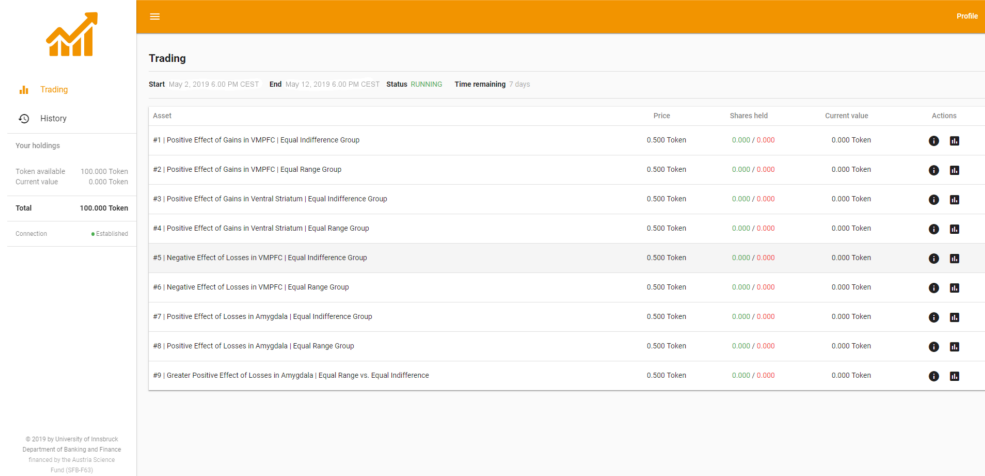 Profile
Trading
History
Your holdings
Token available 100.000 Token
Current value 0.000 Token
Total 100.000 Token
Connection Established
© 2019 by University of Innsbruck
Department of Banking and Finance
financed by the Austria Science
Fund (SFB-F63)
Trading
Start May 2, 2019 6.00 PM CEST End May 12, 2019 6.00 PM CEST Status RUNNING Time remaining 7 days
Asset Price Shares held Current value Actions
#1 | Positive Effect of Gains in VMPFC | Equal Indifference Group 0.500 Token 0.000 / 0.000 0.000 Token
#2 | Positive Effect of Gains in VMPFC | Equal Range Group 0.500 Token 0.000 / 0.000 0.000 Token
#3 | Positive Effect of Gains in Ventral Striatum | Equal Indifference Group 0.500 Token 0.000 / 0.000 0.000 Token
#4 | Positive Effect of Gains in Ventral Striatum | Equal Range Group 0.500 Token 0.000 / 0.000 0.000 Token
#5 | Negative Effect of Losses in VMPFC | Equal Indifference Group 0.500 Token 0.000 / 0.000 0.000 Token
#6 | Negative Effect of Losses in VMPFC | Equal Range Group 0.500 Token 0.000 / 0.000 0.000 Token
#7 | Positive Effect of Losses in Amygdala | Equal Indifference Group 0.500 Token 0.000 / 0.000 0.000 Token
#8 | Positive Effect of Losses in Amygdala | Equal Range Group 0.500 Token 0.000 / 0.000 0.000 Token
#9 | Greater Positive Effect of Losses in Amygdala | Equal Range vs. Equal Indifference 0.500 Token 0.000 / 0.000 0.000 Token